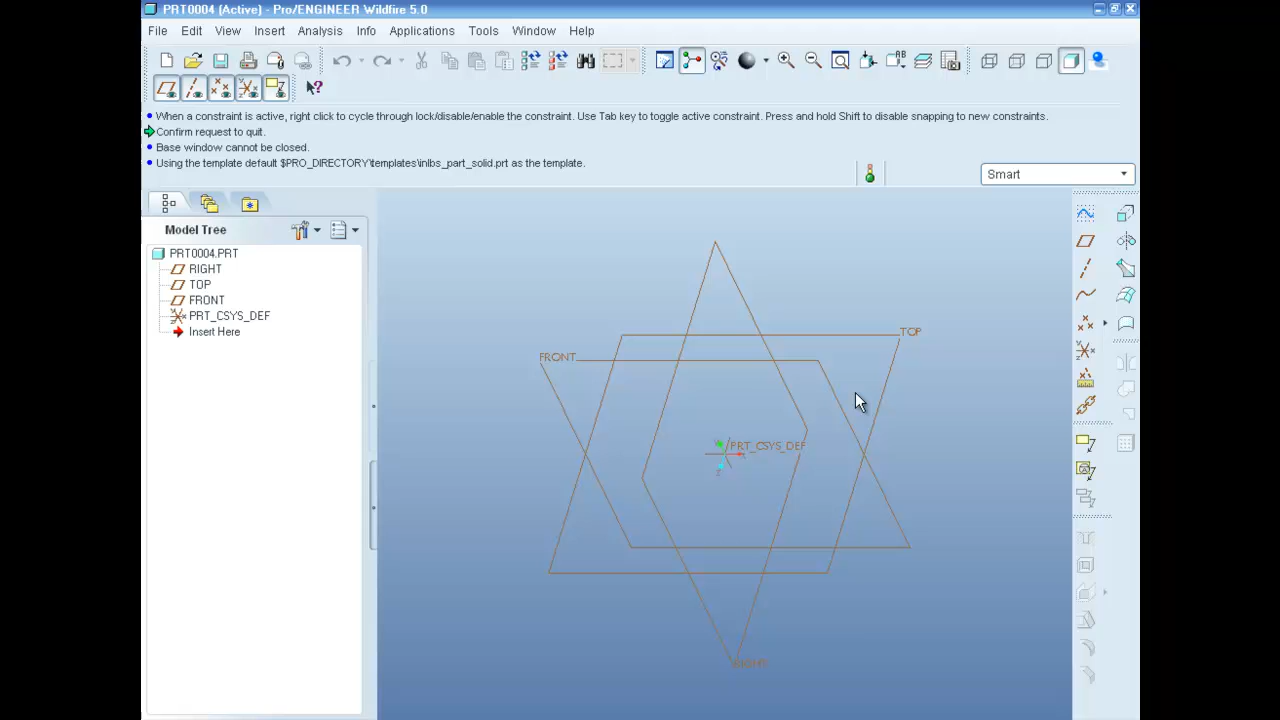 PRT0004 (Active) - Pro/ENGINEER Wildfire 5.0
File Edit View Insert Analysis Info Applications Tools Window Help
When a constraint is active, right click to cycle through lock/disable/enable the constraint. Use Tab key to toggle active constraint. Press and hold Shift to disable snapping to new constraints.
Confirm request to quit.
Base window cannot be closed.
Using the template default $PRO_DIRECTORY\templates\inlbs_part_solid.prt as the template.
Smart
Model Tree
PRT0004.PRT
RIGHT
TOP
FRONT
PRT_CSYS_DEF
Insert Here
TOP
FRONT
PRT_CSYS_DEF
RIGHT